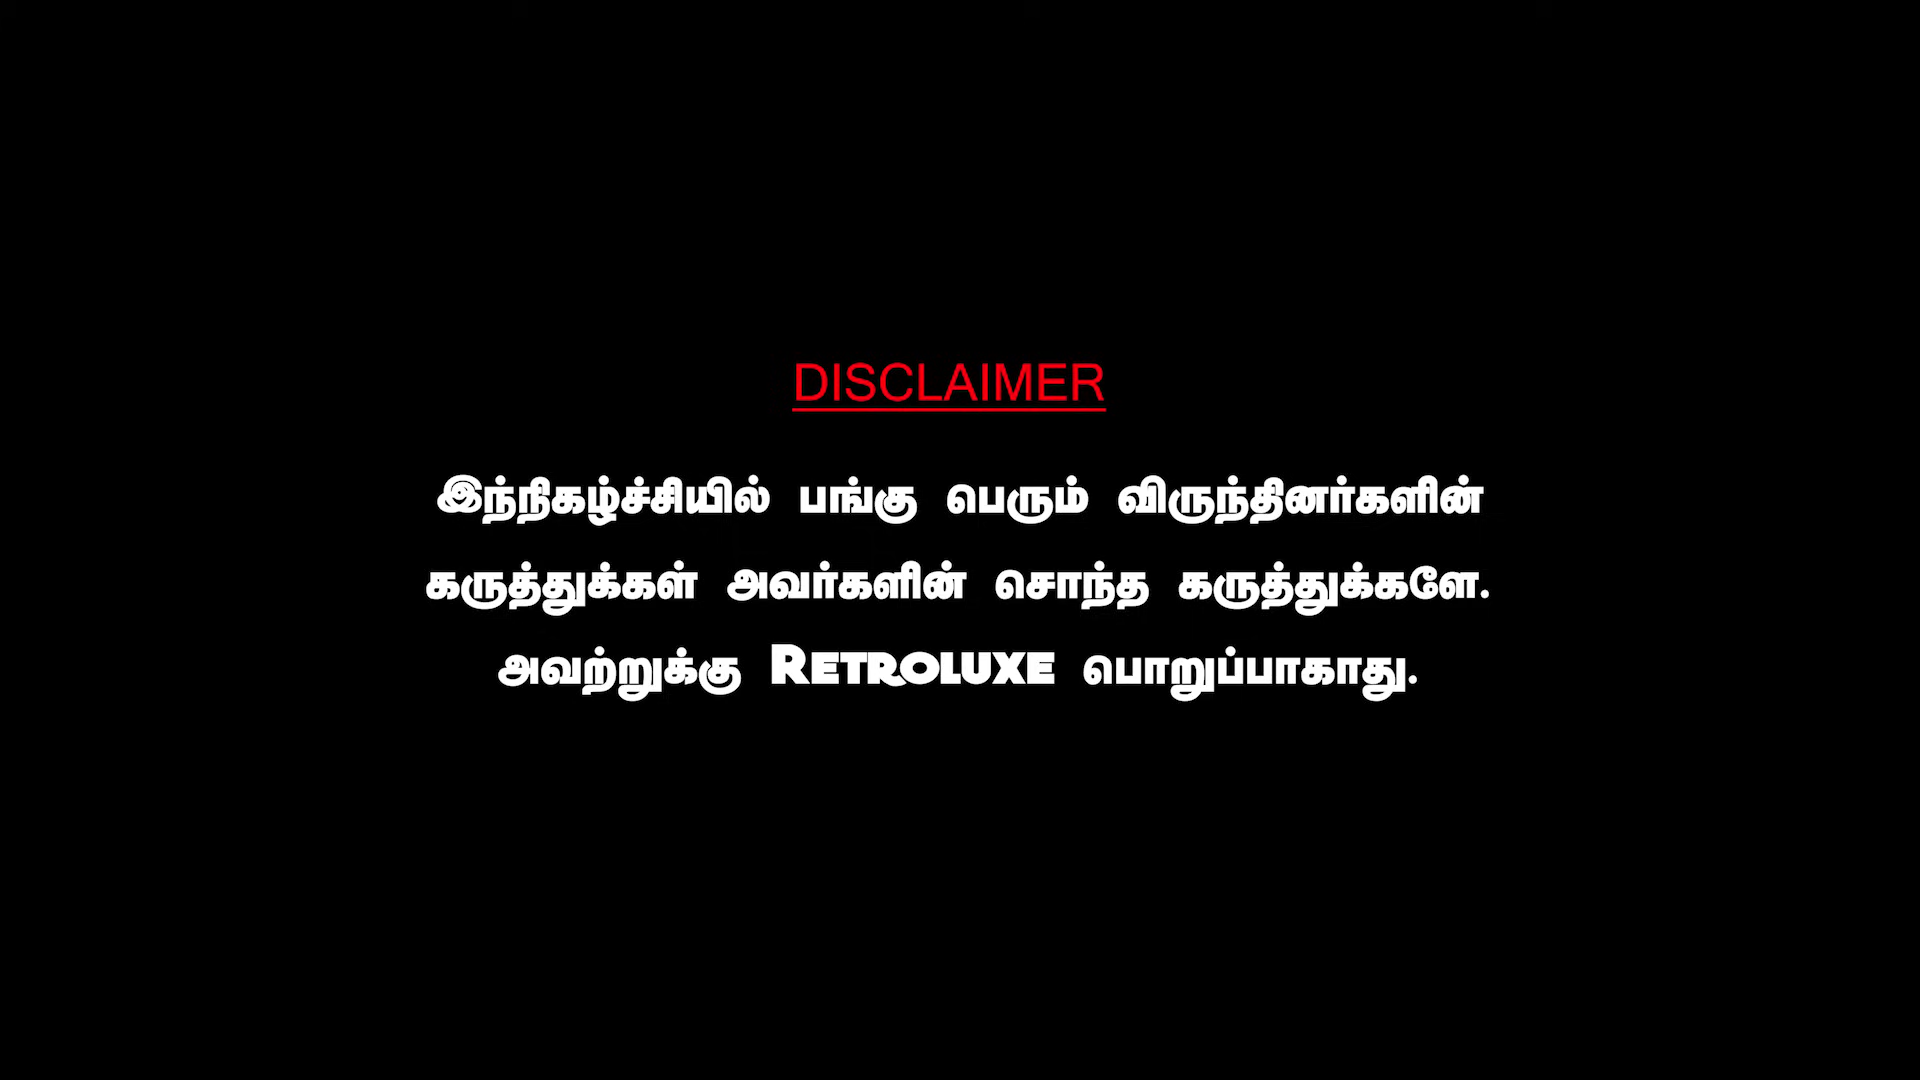 DISCLAIMER
இந்நிகழ்ச்சியில் பங்கு பெரும் விருந்தினர்களின்
கருத்துக்கள் அவர்களின் சொந்த கருத்துக்களே.
அவற்றுக்கு RETROLUXE பொறுப்பாகாது.